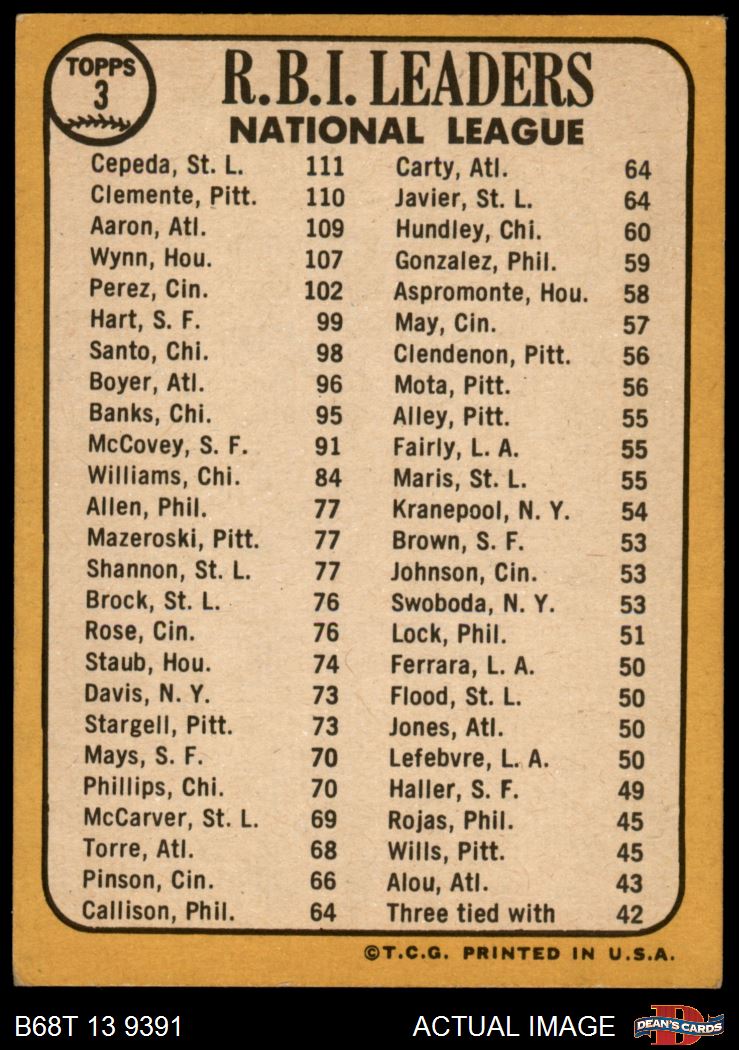 TOPPS
3
R.B.I. LEADERS
NATIONAL LEAGUE
Cepeda, St. L. 111
Clemente, Pitt. 110
Aaron, Atl. 109
Wynn, Hou. 107
Perez, Cin. 102
Hart, S. F. 99
Santo, Chi. 98
Boyer, Atl. 96
Banks, Chi. 95
McCovey, S. F. 91
Williams, Chi. 84
Allen, Phil. 77
Mazeroski, Pitt. 77
Shannon, St. L. 77
Brock, St. L. 76
Rose, Cin. 76
Staub, Hou. 74
Davis, N. Y. 73
Stargell, Pitt. 73
Mays, S. F. 70
Phillips, Chi. 70
McCarver, St. L. 69
Torre, Atl. 68
Pinson, Cin. 66
Callison, Phil. 64
Carty, Atl. 64
Javier, St. L. 64
Hundley, Chi. 60
Gonzalez, Phil. 59
Aspromonte, Hou. 58
May, Cin. 57
Clendenon, Pitt. 56
Mota, Pitt. 56
Alley, Pitt. 55
Fairly, L. A. 55
Maris, St. L. 55
Kranepool, N. Y. 54
Brown, S. F. 53
Johnson, Cin. 53
Swoboda, N. Y. 53
Lock, Phil. 51
Ferrara, L. A. 50
Flood, St. L. 50
Jones, Atl. 50
Lefebvre, L. A. 50
Haller, S. F. 49
Rojas, Phil. 45
Wills, Pitt. 45
Alou, Atl. 43
Three tied with 42
©T.C.G. PRINTED IN U.S.A.
B68T 13 9391
ACTUAL IMAGE
D
DEAN'S CARDS